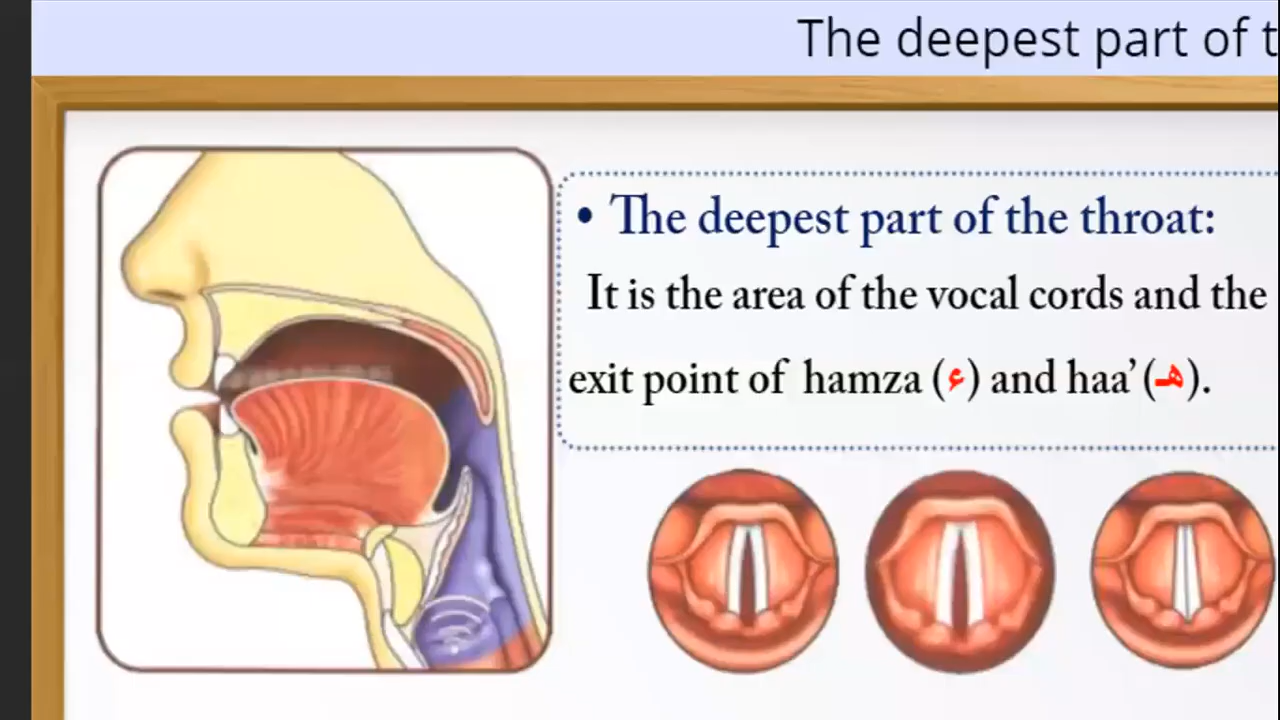 The deepest part of t
• The deepest part of the throat:
It is the area of the vocal cords and the
exit point of hamza (ء) and haa’ (هـ).